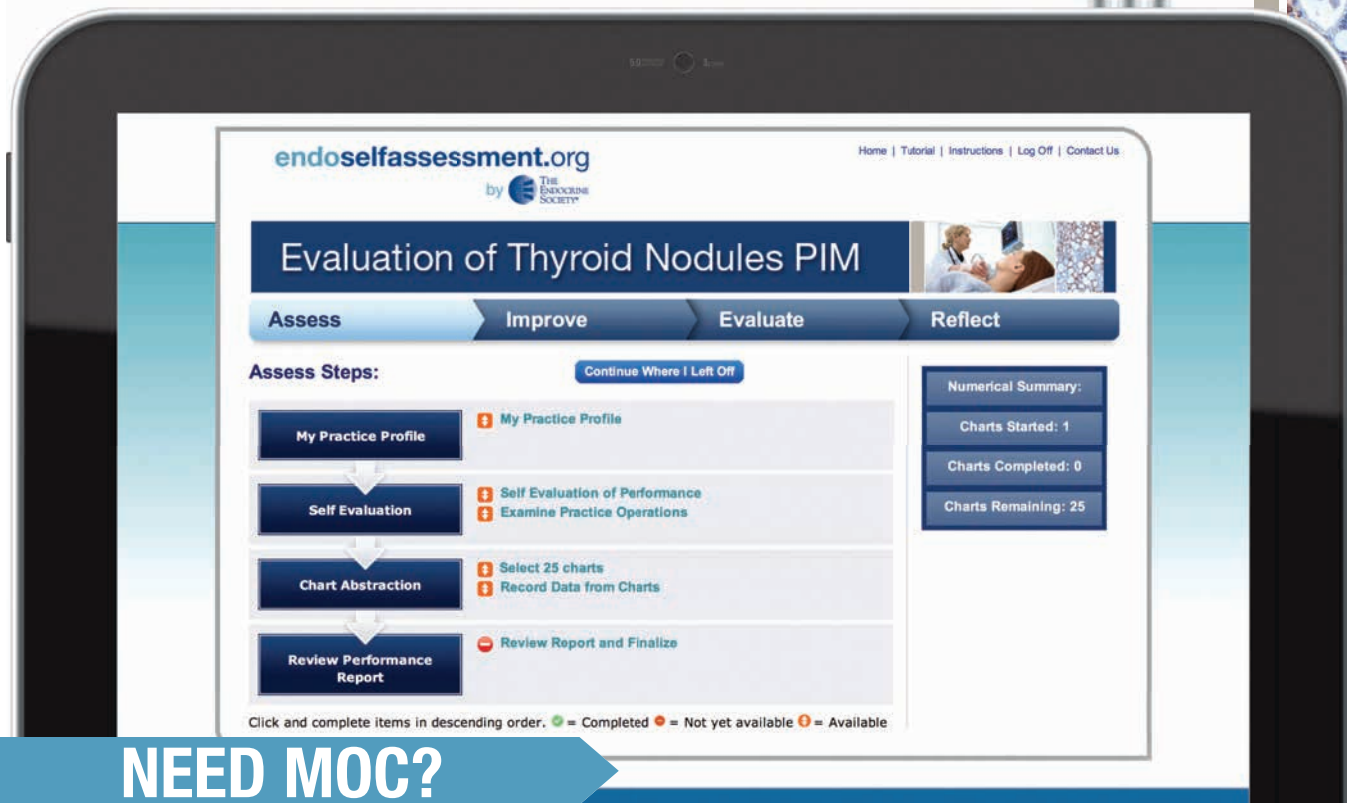 endoselfassessment.org
by THE ENDOCRINE SOCIETY®
Home | Tutorial | Instructions | Log Off | Contact Us
Evaluation of Thyroid Nodules PIM
Assess Improve Evaluate Reflect
Assess Steps:
Continue Where I Left Off
My Practice Profile
My Practice Profile
Self Evaluation
Self Evaluation of Performance
Examine Practice Operations
Chart Abstraction
Select 25 charts
Record Data from Charts
Review Performance
Report
Review Report and Finalize
Numerical Summary:
Charts Started: 1
Charts Completed: 0
Charts Remaining: 25
Click and complete items in descending order. = Completed = Not yet available = Available
NEED MOC?